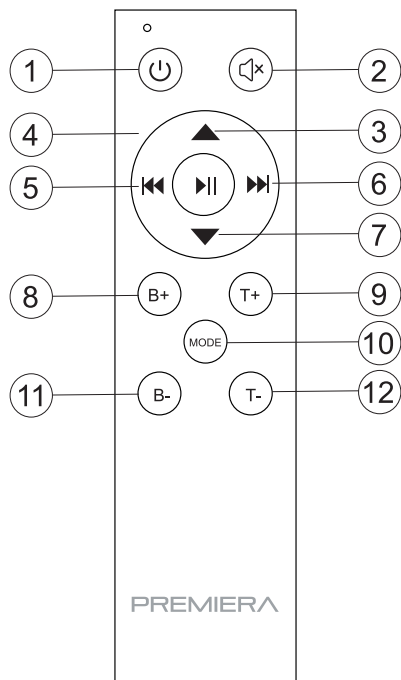 1 2
4 3
5 6
7
8 B+ T+ 9
MODE 10
11 B- T- 12
PREMIERA